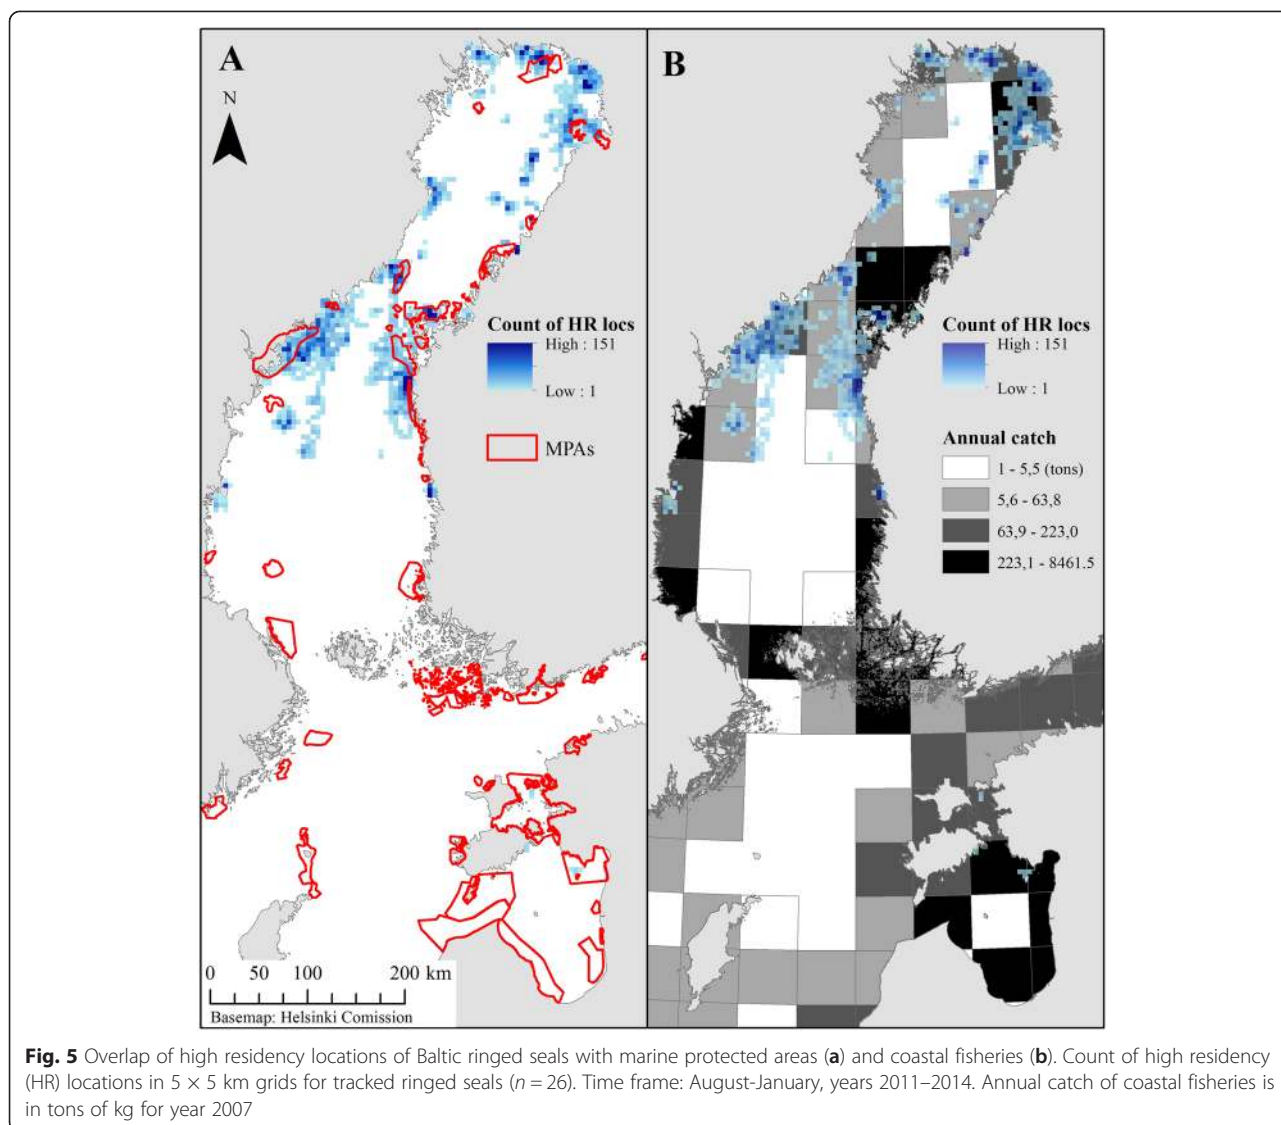 A
N
Count of HR locs
High : 151
Low : 1
MPAs
0 50 100 200 km
Basemap: Helsinki Comission
B
Count of HR locs
High : 151
Low : 1
Annual catch
1 - 5,5 (tons)
5,6 - 63,8
63,9 - 223,0
223,1 - 8461.5
Fig. 5 Overlap of high residency locations of Baltic ringed seals with marine protected areas (a) and coastal fisheries (b). Count of high residency
(HR) locations in 5 × 5 km grids for tracked ringed seals (n = 26). Time frame: August-January, years 2011–2014. Annual catch of coastal fisheries is
in tons of kg for year 2007